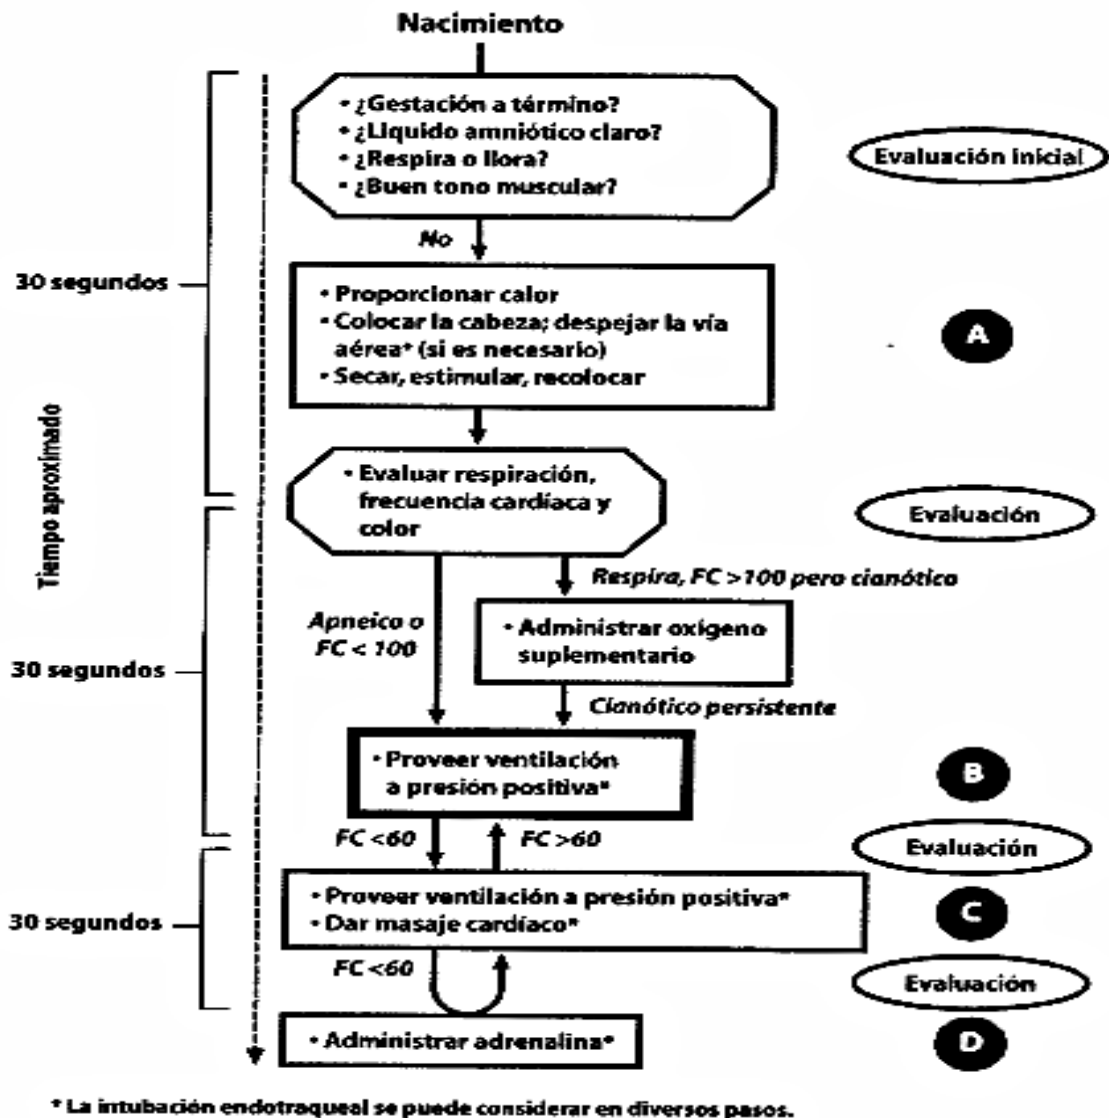 Nacimiento
• ¿Gestación a término?
• ¿Líquido amniótico claro?
• ¿Respira o llora?
• ¿Buen tono muscular?
Evaluación inicial
No
30 segundos
• Proporcionar calor
• Colocar la cabeza; despejar la vía
aérea* (si es necesario)
• Secar, estimular, recolocar
A
Tiempo aproximado
• Evaluar respiración,
frecuencia cardíaca y
color
Evaluación
Respira, FC >100 pero cianótico
Apneico o
FC < 100
• Administrar oxígeno
suplementario
30 segundos
Cianótico persistente
• Proveer ventilación
a presión positiva*
B
FC <60
FC >60
Evaluación
• Proveer ventilación a presión positiva*
• Dar masaje cardíaco*
C
30 segundos
FC <60
Evaluación
• Administrar adrenalina*
D
* La intubación endotraqueal se puede considerar en diversos pasos.